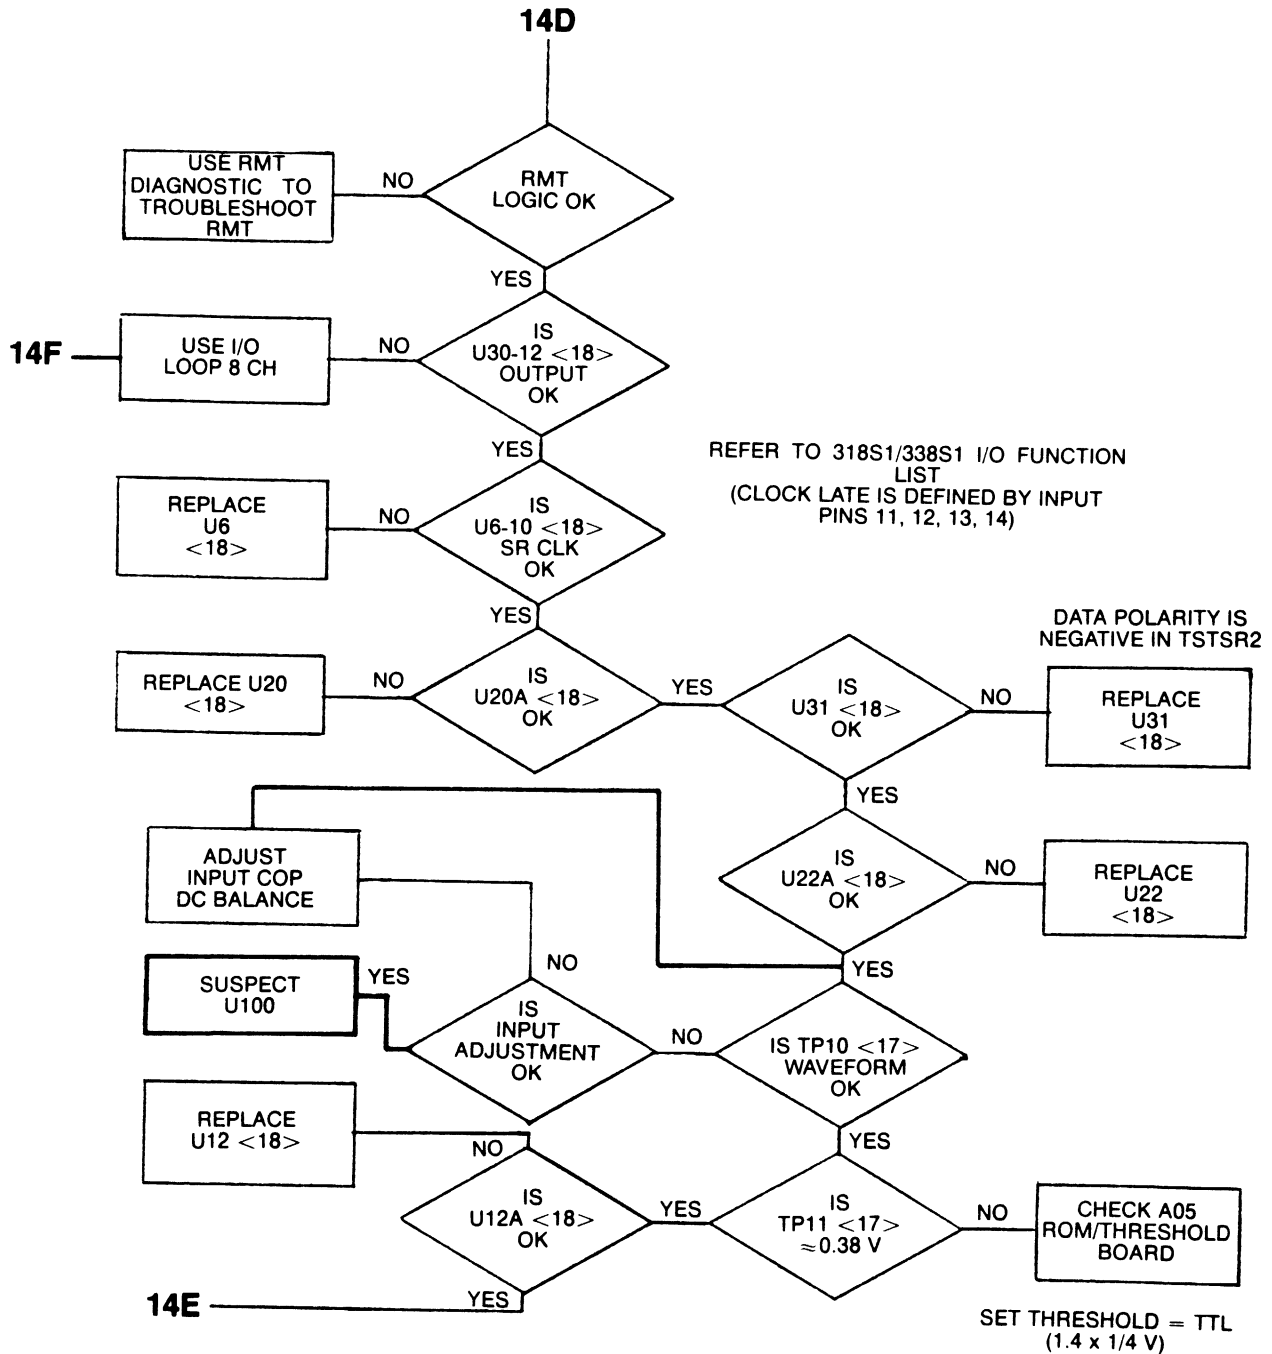 14D
USE RMT
DIAGNOSTIC TO
TROUBLESHOOT
RMT
NO
RMT
LOGIC OK
YES
14F
USE I/O
LOOP 8 CH
NO
IS
U30-12 <18>
OUTPUT
OK
YES
REFER TO 318S1/338S1 I/O FUNCTION
LIST
(CLOCK LATE IS DEFINED BY INPUT
PINS 11, 12, 13, 14)
REPLACE
U6
<18>
NO
IS
U6-10 <18>
SR CLK
OK
YES
DATA POLARITY IS
NEGATIVE IN TSTSR2
REPLACE U20
<18>
NO
IS
U20A <18>
OK
YES
IS
U31 <18>
OK
NO
REPLACE
U31
<18>
YES
ADJUST
INPUT COP
DC BALANCE
IS
U22A <18>
OK
NO
REPLACE
U22
<18>
YES
SUSPECT
U100
YES
NO
IS
INPUT
ADJUSTMENT
OK
NO
IS TP10 <17>
WAVEFORM
OK
YES
REPLACE
U12 <18>
NO
IS
U12A <18>
OK
YES
IS
TP11 <17>
≈0.38 V
NO
CHECK A05
ROM/THRESHOLD
BOARD
14E
YES
SET THRESHOLD = TTL
(1.4 x 1/4 V)